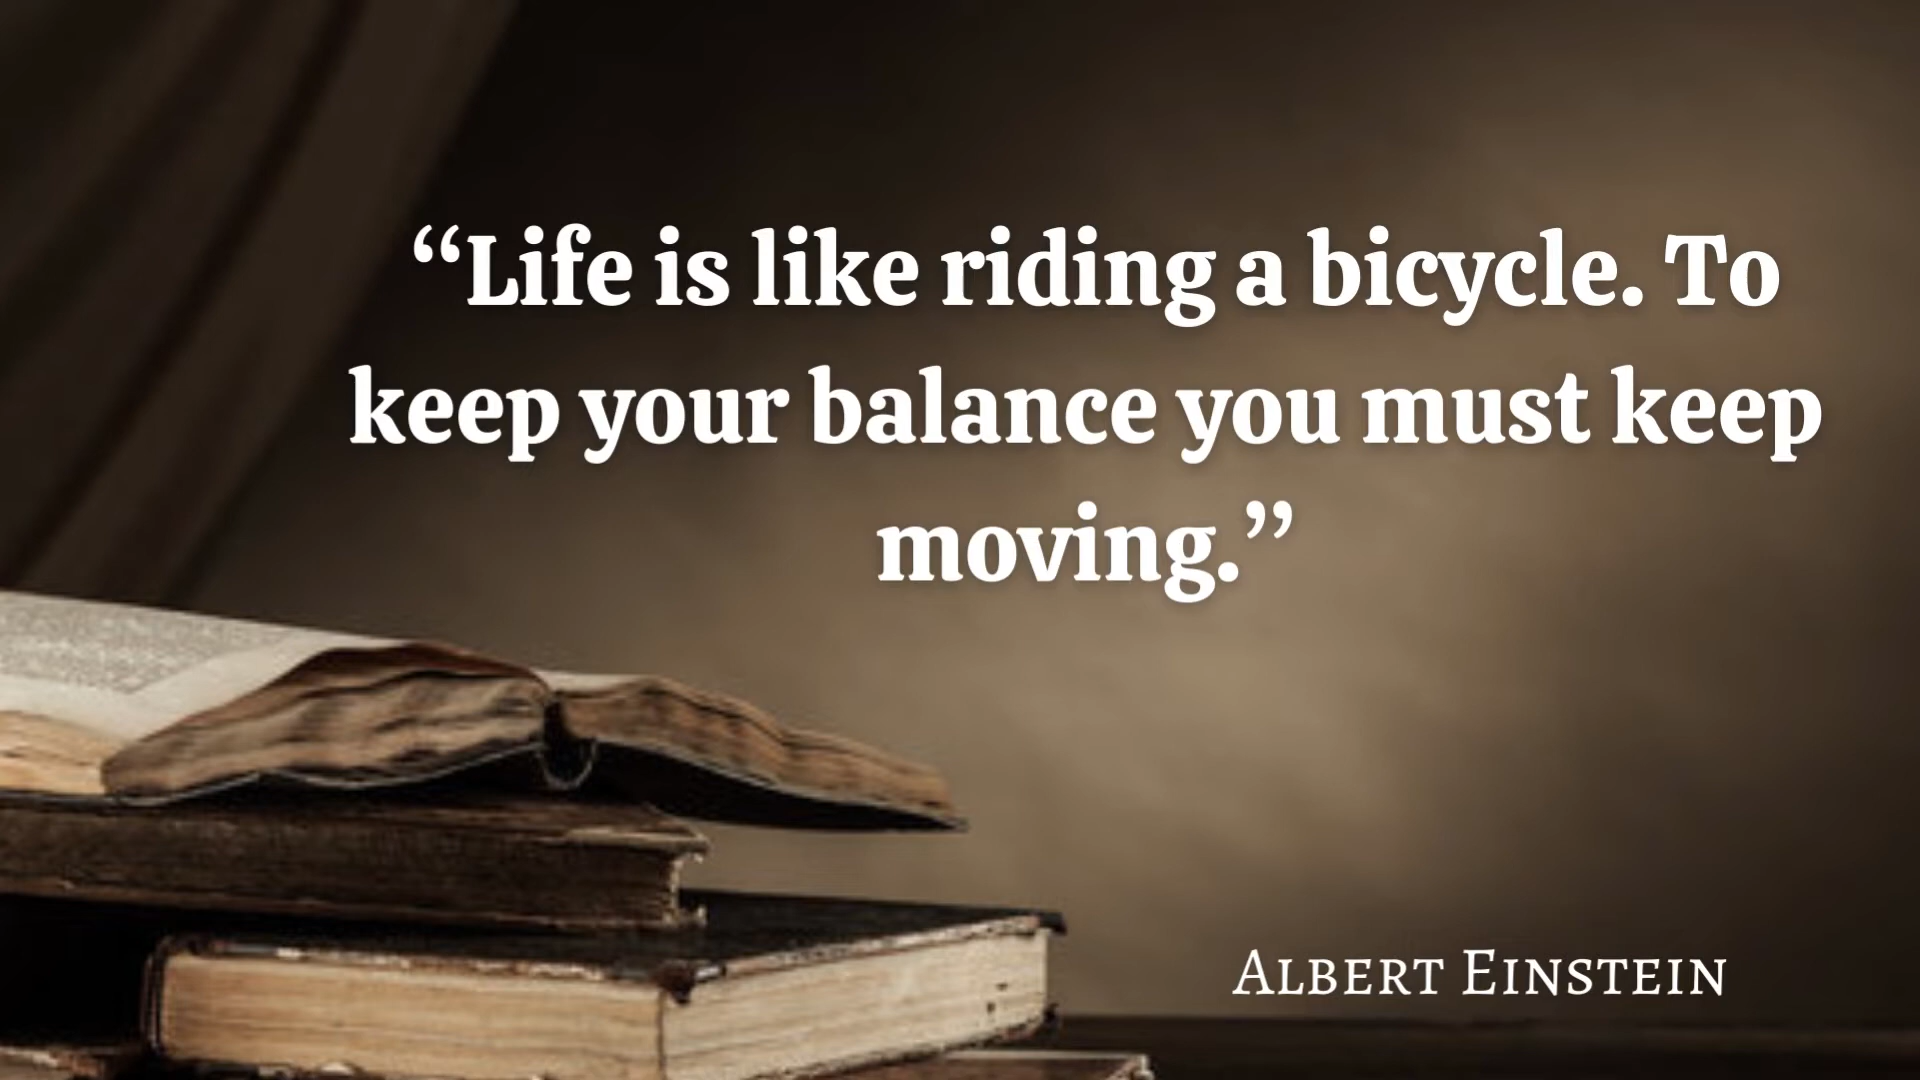 “Life is like riding a bicycle. To
keep your balance you must keep
moving.”
Albert Einstein